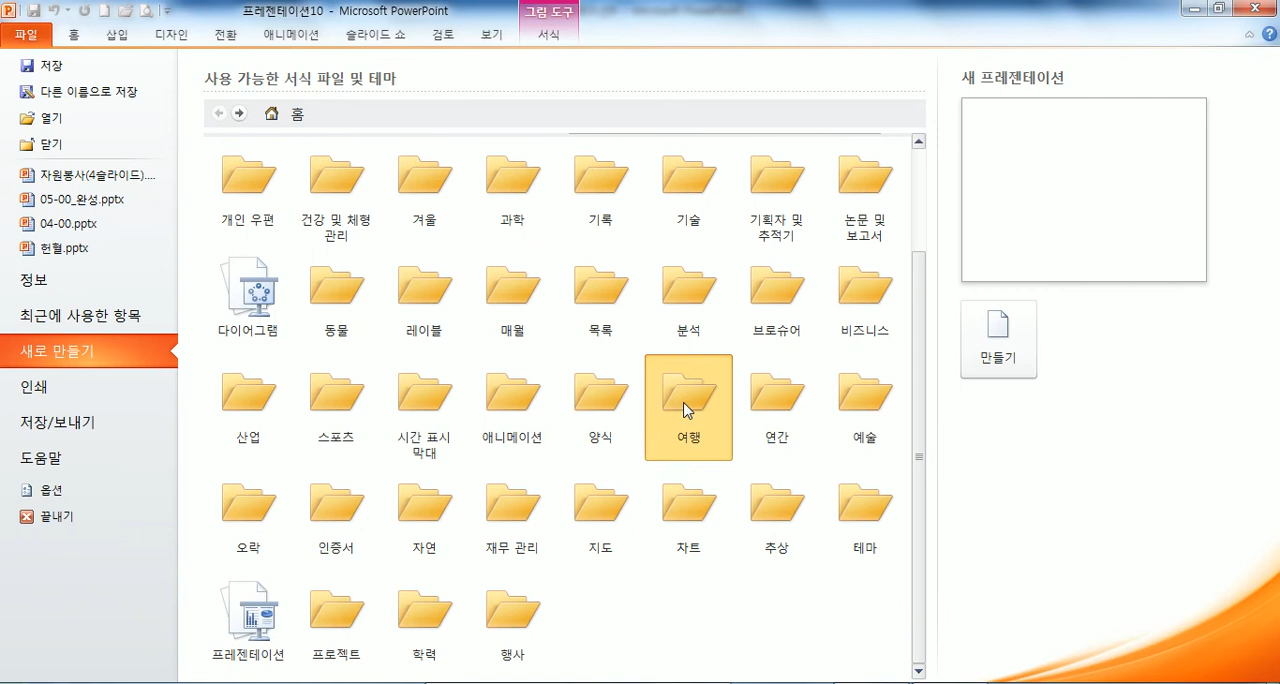 프레젠테이션10 - Microsoft PowerPoint
그림 도구
파일 홈 삽입 디자인 전환 애니메이션 슬라이드 쇼 검토 보기 서식
저장
다른 이름으로 저장
열기
닫기
자원봉사(4슬라이드)....
05-00_완성.pptx
04-00.pptx
헌혈.pptx
정보
최근에 사용한 항목
새로 만들기
인쇄
저장/보내기
도움말
옵션
끝내기
사용 가능한 서식 파일 및 테마
홈
개인 우편 건강 및 체형 겨울 과학 기록 기술 기획자 및 논문 및
관리 추적기 보고서
다이어그램 동물 레이블 매월 목록 분석 브로슈어 비즈니스
산업 스포츠 시간 표시 애니메이션 양식 여행 연간 예술
막대
오락 인증서 자연 재무 관리 지도 차트 추상 테마
프레젠테이션 프로젝트 학력 행사
새 프레젠테이션
만들기